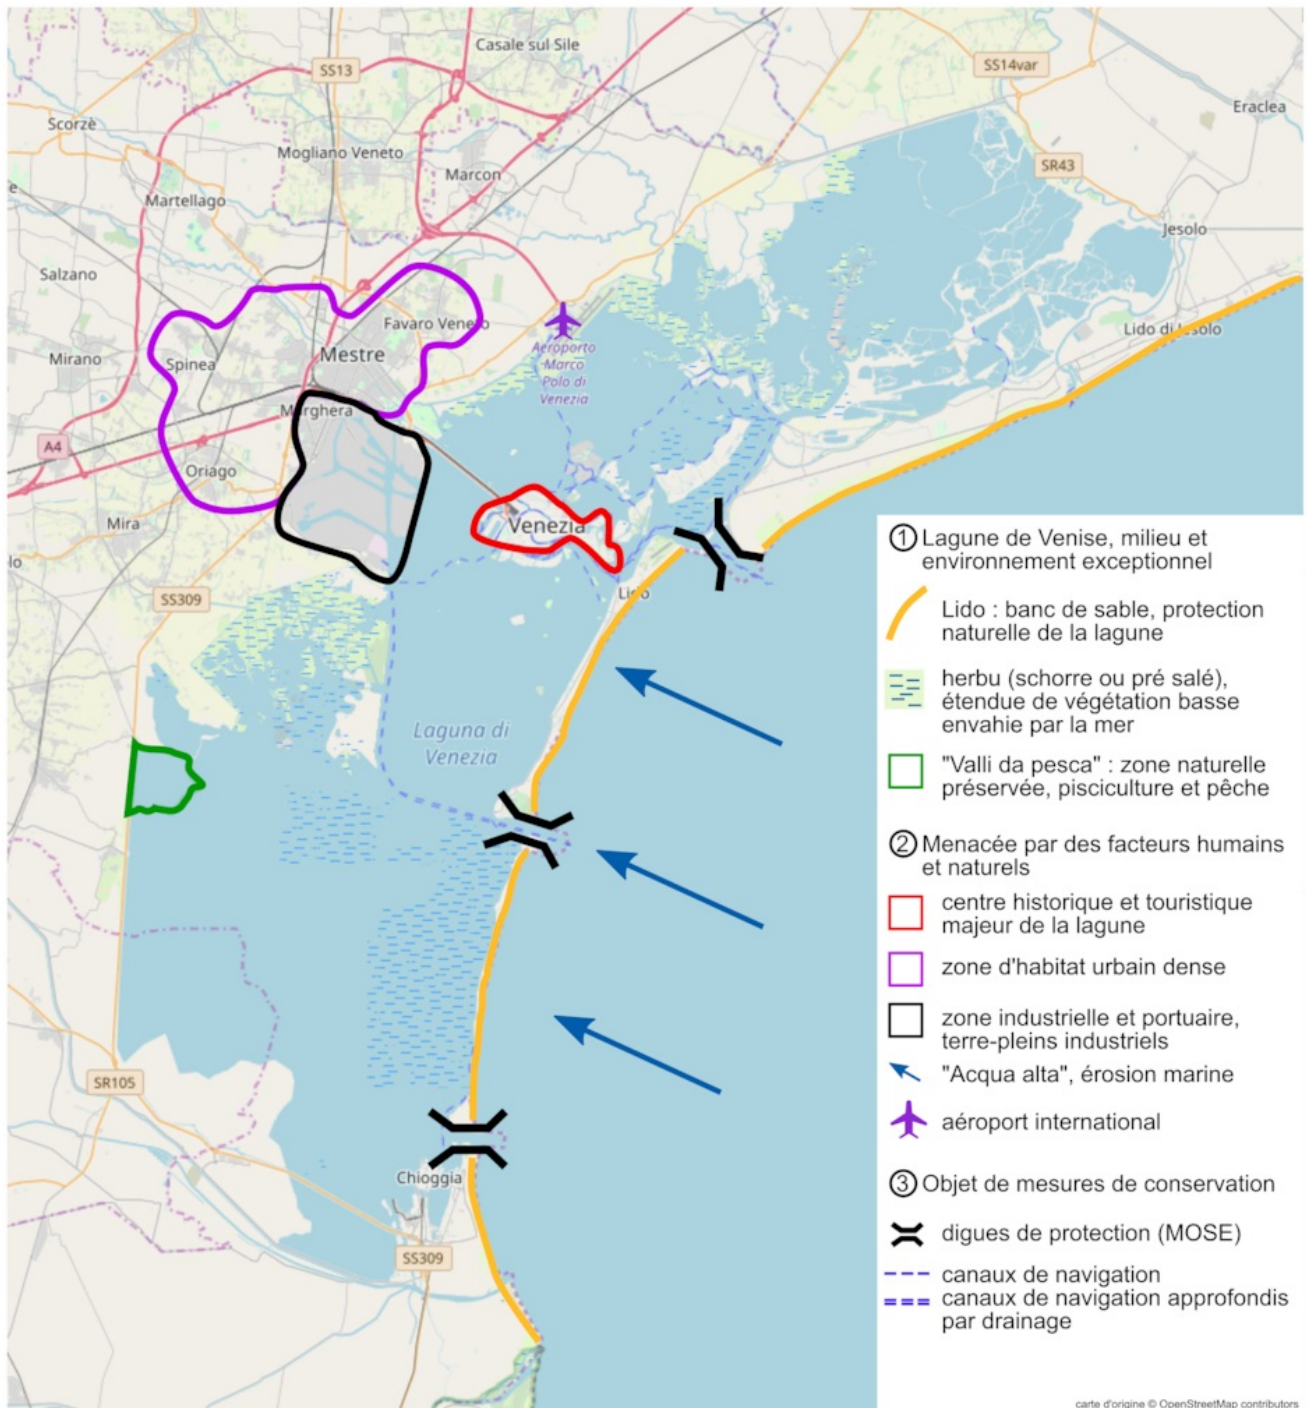 Casale sul Sile
SS13
SS14var
Eraclea
Scorzè
Mogliano Veneto
SR43
Marcon
e
Martellago
Jesolo
Salzano
Favaro Veneto
Lido di Jesolo
Mirano
Spinea
Mestre
Aeroporto
Marco
Polo di
Venezia
Marghera
A4
Oriago
Mira
Venezia
lo
SS309
Lido
Laguna di
Venezia
SR105
Chioggia
SS309
1 Lagune de Venise, milieu et
environnement exceptionnel
Lido : banc de sable, protection
naturelle de la lagune
herbu (schorre ou pré salé),
étendue de végétation basse
envahie par la mer
"Valli da pesca" : zone naturelle
préservée, pisciculture et pêche
2 Menacée par des facteurs humains
et naturels
centre historique et touristique
majeur de la lagune
zone d'habitat urbain dense
zone industrielle et portuaire,
terre-pleins industriels
"Acqua alta", érosion marine
aéroport international
3 Objet de mesures de conservation
digues de protection (MOSE)
canaux de navigation
canaux de navigation approfondis
par drainage
carte d'origine © OpenStreetMap contributors